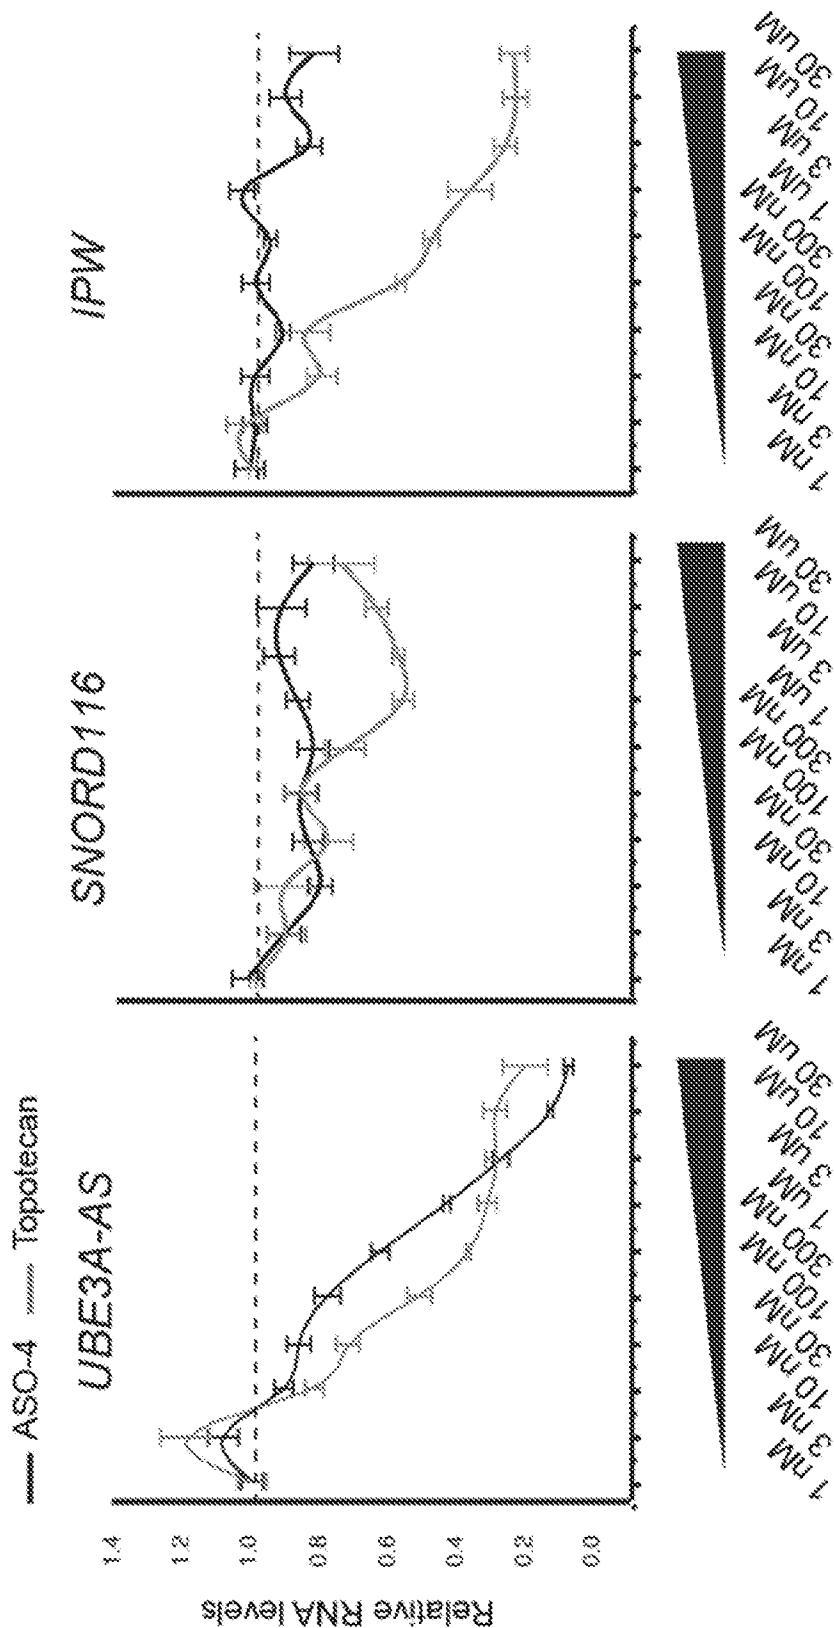 ASO-4 Topotecan
UBE3A-AS
SNORD116
IPW
Relative RNA levels
1.4
1.2
1.0
0.8
0.6
0.4
0.2
0.0
1 nM
3 nM
10 nM
30 nM
100 nM
300 nM
1 uM
3 uM
10 uM
30 uM
1 nM
3 nM
10 nM
30 nM
100 nM
300 nM
1 uM
3 uM
10 uM
30 uM
1 nM
3 nM
10 nM
30 nM
100 nM
300 nM
1 uM
3 uM
10 uM
30 uM